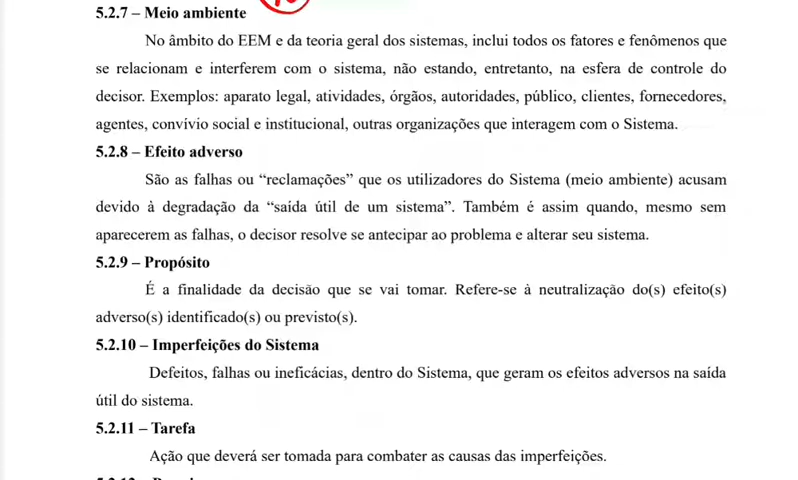 5.2.7 – Meio ambiente
No âmbito do EEM e da teoria geral dos sistemas, inclui todos os fatores e fenômenos que
se relacionam e interferem com o sistema, não estando, entretanto, na esfera de controle do
decisor. Exemplos: aparato legal, atividades, órgãos, autoridades, público, clientes, fornecedores,
agentes, convívio social e institucional, outras organizações que interagem com o Sistema.
5.2.8 – Efeito adverso
São as falhas ou “reclamações” que os utilizadores do Sistema (meio ambiente) acusam
devido à degradação da “saída útil de um sistema”. Também é assim quando, mesmo sem
aparecerem as falhas, o decisor resolve se antecipar ao problema e alterar seu sistema.
5.2.9 – Propósito
É a finalidade da decisão que se vai tomar. Refere-se à neutralização do(s) efeito(s)
adverso(s) identificado(s) ou previsto(s).
5.2.10 – Imperfeições do Sistema
Defeitos, falhas ou ineficácias, dentro do Sistema, que geram os efeitos adversos na saída
útil do sistema.
5.2.11 – Tarefa
Ação que deverá ser tomada para combater as causas das imperfeições.